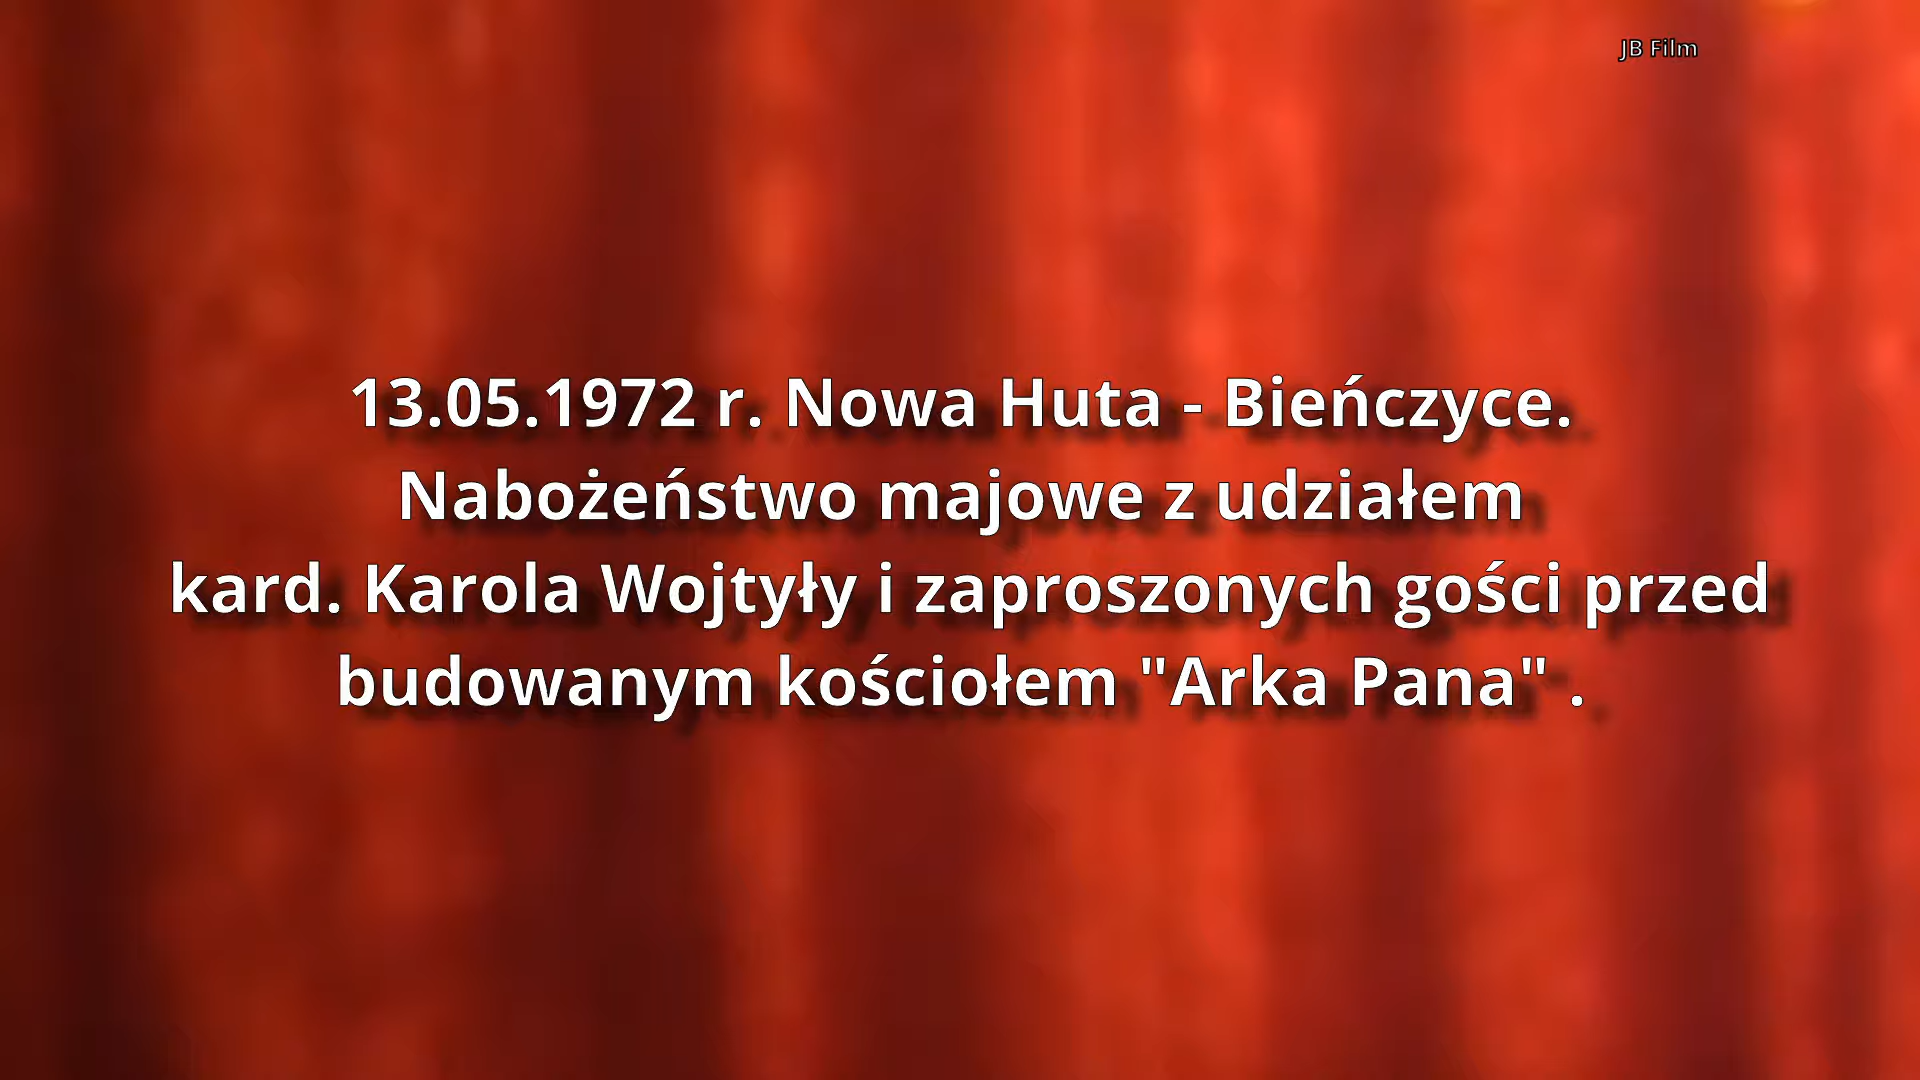 JB Film
13.05.1972 r. Nowa Huta - Bieńczyce.
Nabożeństwo majowe z udziałem
kard. Karola Wojtyły i zaproszonych gości przed
budowanym kościołem "Arka Pana" .